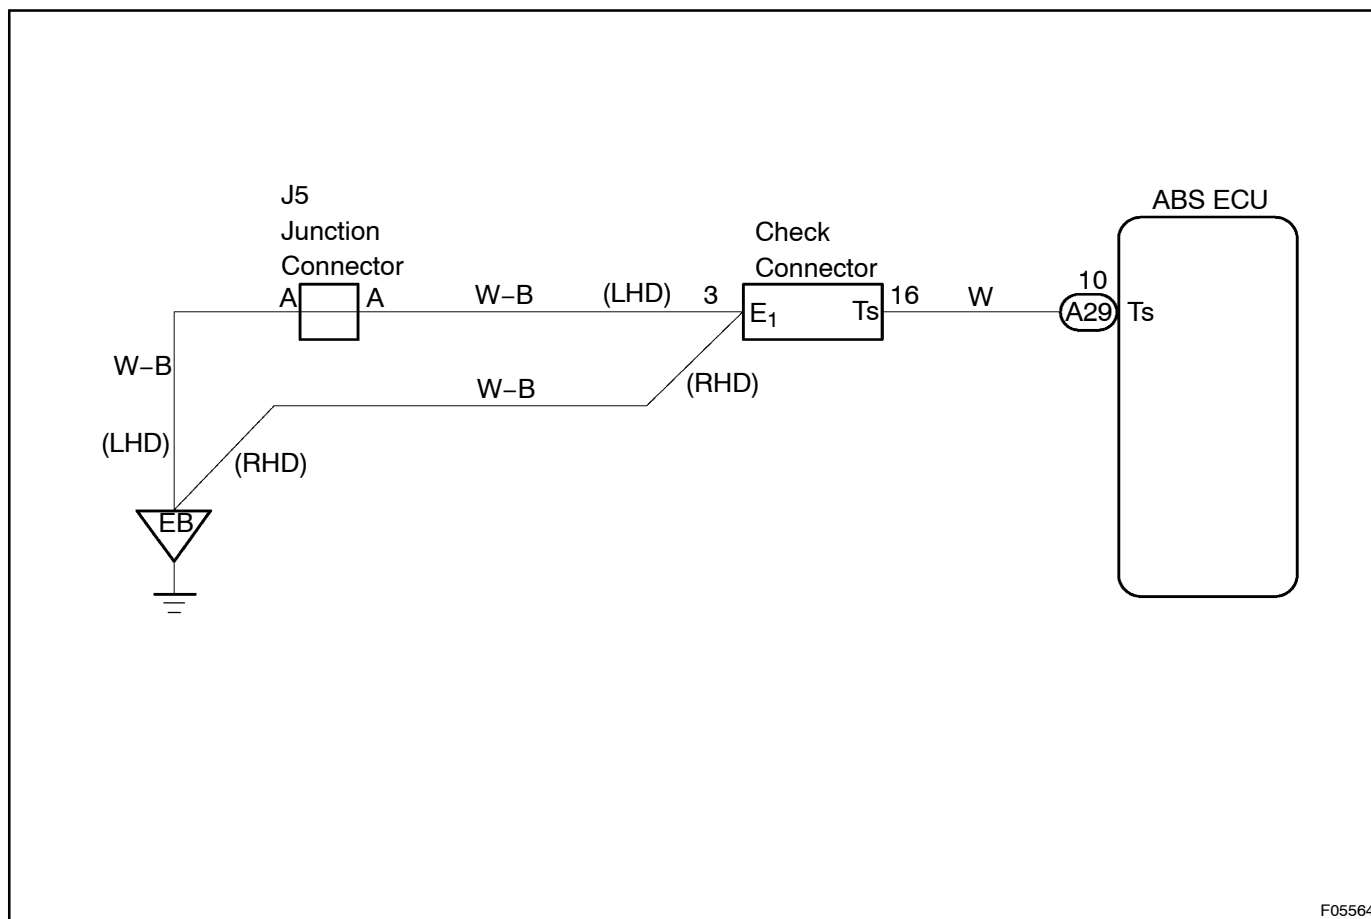 ABS ECU
J5
Junction
Connector
Check
Connector
A A W−B (LHD) 3 E1 Ts 16 W 10 A29 Ts
W−B
W−B (RHD)
(LHD) (RHD)
EB
F05564